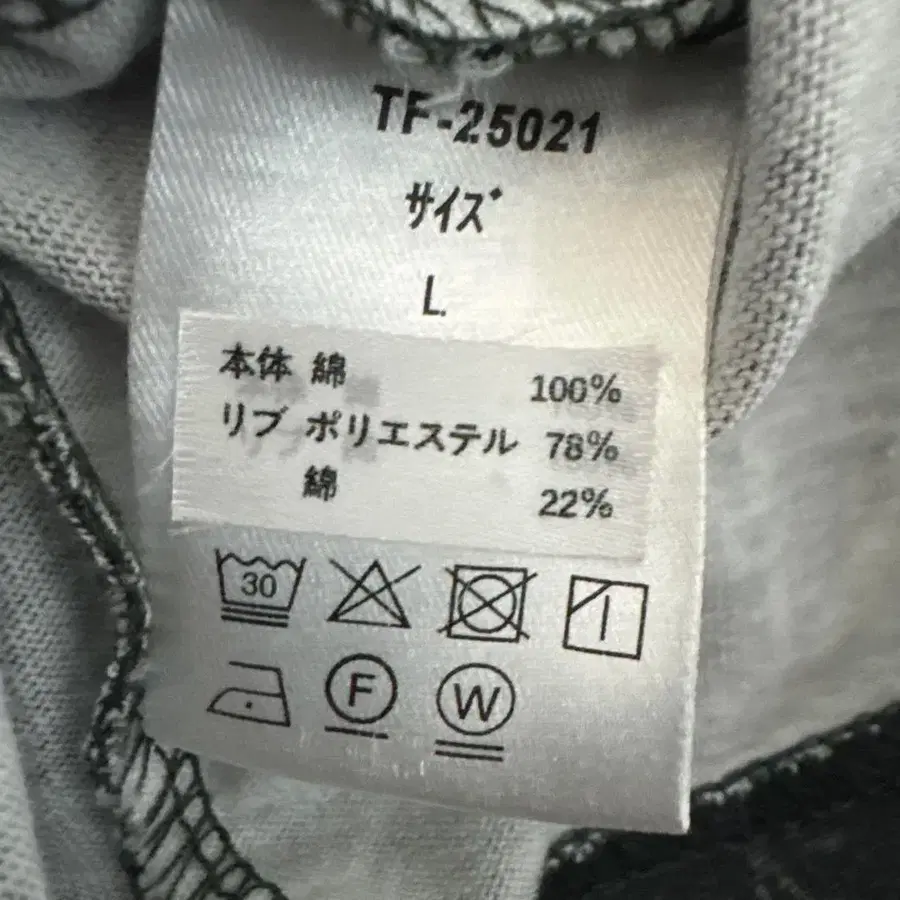 TF-25021
サイズ
L
本体 綿 100%
リブ ポリエステル 78%
綿 22%
30
F W